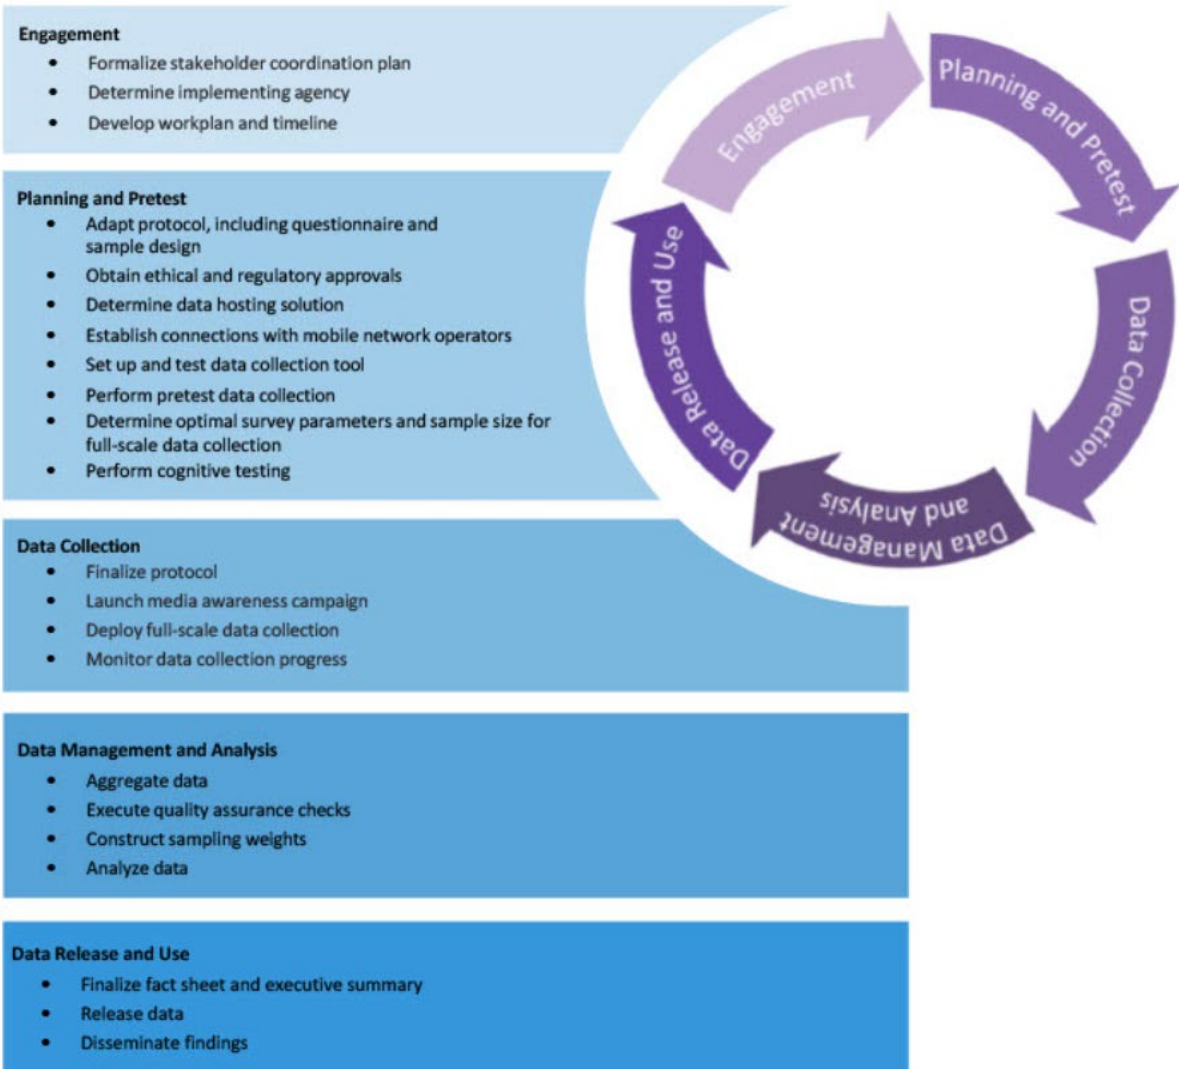 Engagement
• Formalize stakeholder coordination plan
• Determine implementing agency
• Develop workplan and timeline
Planning and Pretest
• Adapt protocol, including questionnaire and
sample design
• Obtain ethical and regulatory approvals
• Determine data hosting solution
• Establish connections with mobile network operators
• Set up and test data collection tool
• Perform pretest data collection
• Determine optimal survey parameters and sample size for
full-scale data collection
• Perform cognitive testing
Data Collection
• Finalize protocol
• Launch media awareness campaign
• Deploy full-scale data collection
• Monitor data collection progress
Data Management and Analysis
• Aggregate data
• Execute quality assurance checks
• Construct sampling weights
• Analyze data
Data Release and Use
• Finalize fact sheet and executive summary
• Release data
• Disseminate findings
Engagement
Planning and Pretest
Data Collection
Data Management
and Analysis
Data Release and Use